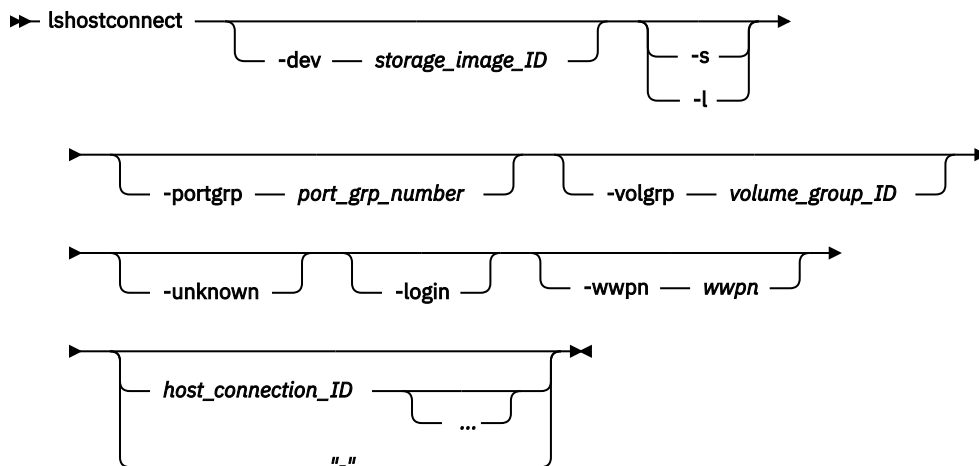 lshostconnect
-dev storage_image_ID
-s
-l
-portgrp port_grp_number
-volgrp volume_group_ID
-unknown
-login
-wwpn wwpn
host_connection_ID
...
"-"